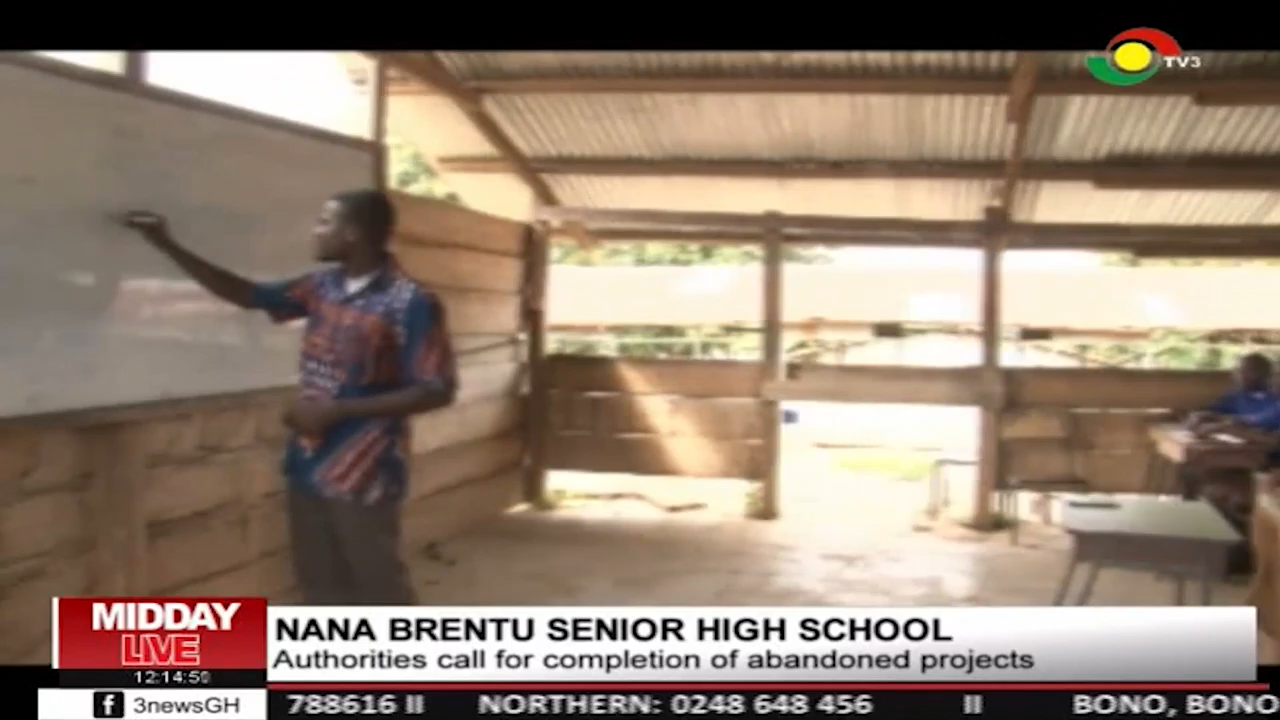 TV3
MIDDAY
LIVE
12:14:50
NANA BRENTU SENIOR HIGH SCHOOL
Authorities call for completion of abandoned projects
3newsGH
788616 II NORTHERN: 0248 648 456 II BONO, BONO